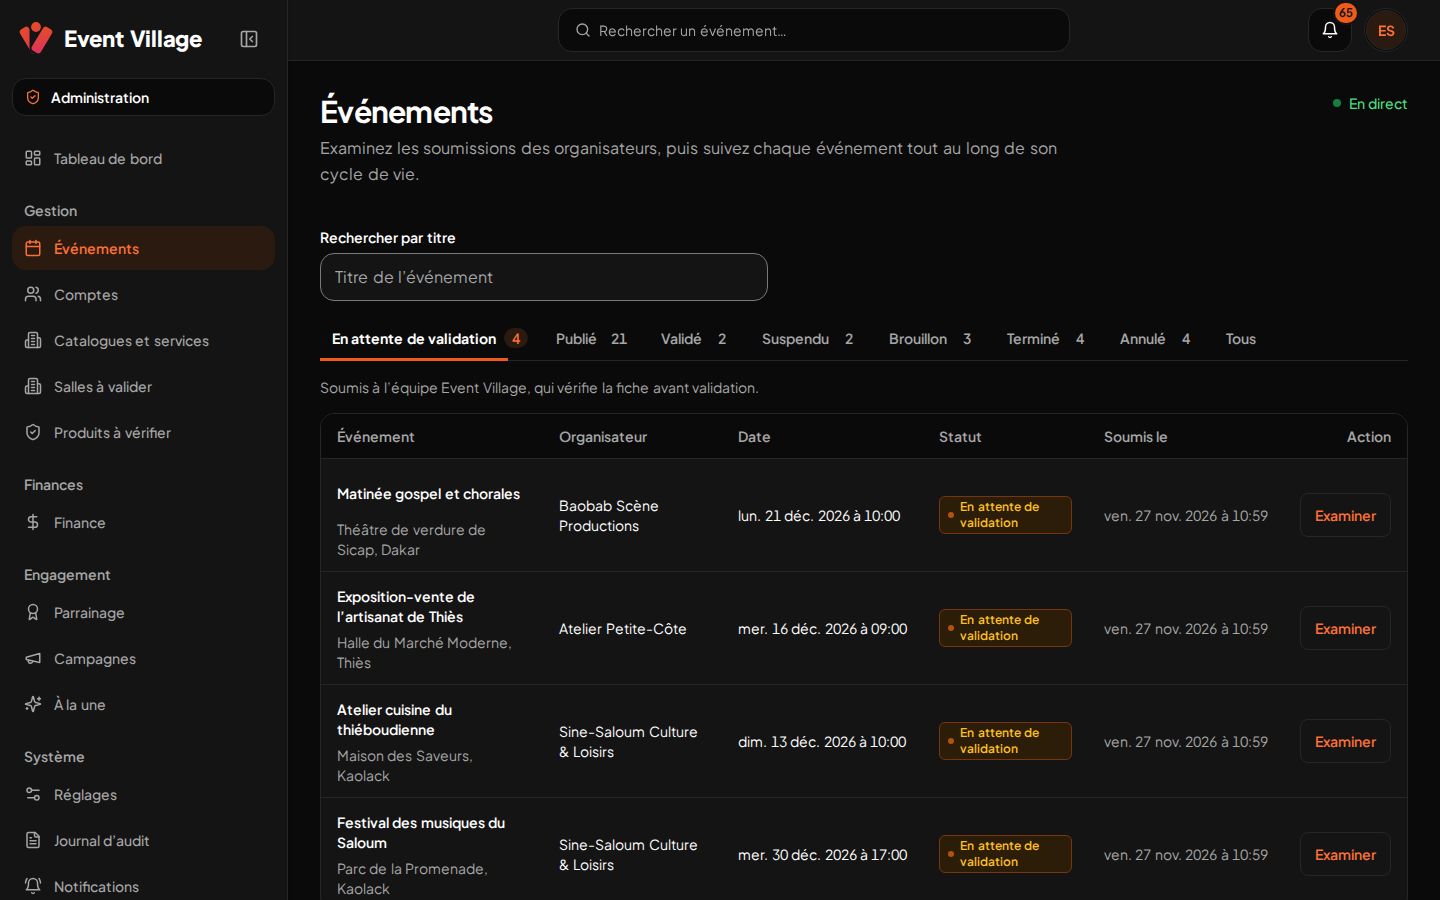 Event Village
Rechercher un événement...
65
ES
Administration
Tableau de bord
Gestion
Événements
Comptes
Catalogues et services
Salles à valider
Produits à vérifier
Finances
Finance
Engagement
Parrainage
Campagnes
À la une
Système
Réglages
Journal d’audit
Notifications
Événements
En direct
Examinez les soumissions des organisateurs, puis suivez chaque événement tout au long de son
cycle de vie.
Rechercher par titre
Titre de l’événement
En attente de validation 4 Publié 21 Validé 2 Suspendu 2 Brouillon 3 Terminé 4 Annulé 4 Tous
Soumis à l’équipe Event Village, qui vérifie la fiche avant validation.
Événement Organisateur Date Statut Soumis le Action
Matinée gospel et chorales
Théâtre de verdure de
Sicap, Dakar
Baobab Scène
Productions
lun. 21 déc. 2026 à 10:00
En attente de
validation
ven. 27 nov. 2026 à 10:59
Examiner
Exposition-vente de
l’artisanat de Thiès
Halle du Marché Moderne,
Thiès
Atelier Petite-Côte
mer. 16 déc. 2026 à 09:00
En attente de
validation
ven. 27 nov. 2026 à 10:59
Examiner
Atelier cuisine du
thiéboudienne
Maison des Saveurs,
Kaolack
Sine-Saloum Culture
& Loisirs
dim. 13 déc. 2026 à 10:00
En attente de
validation
ven. 27 nov. 2026 à 10:59
Examiner
Festival des musiques du
Saloum
Parc de la Promenade,
Kaolack
Sine-Saloum Culture
& Loisirs
mer. 30 déc. 2026 à 17:00
En attente de
validation
ven. 27 nov. 2026 à 10:59
Examiner